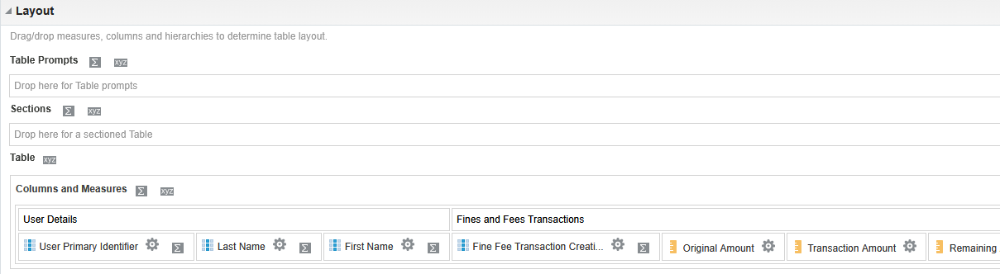 Layout
Drag/drop measures, columns and hierarchies to determine table layout.
Table Prompts Σ xyz
Drop here for Table prompts
Sections Σ xyz
Drop here for a sectioned Table
Table xyz
Columns and Measures Σ xyz
User Details Fines and Fees Transactions
User Primary Identifier Σ Last Name Σ First Name Σ Fine Fee Transaction Creati... Σ Original Amount Transaction Amount Remaining